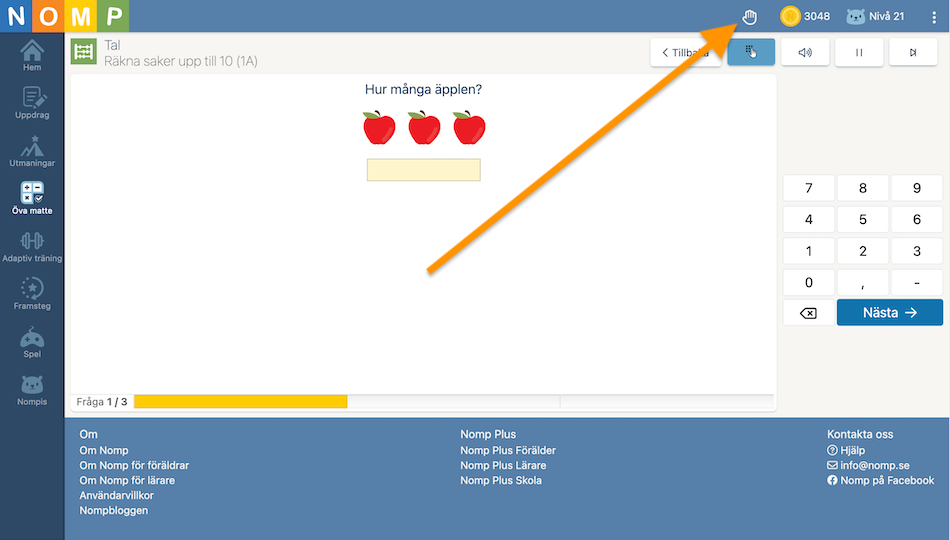 NOMP
3048
Nivå 21
Hem
Uppdrag
Utmaningar
Öva matte
Adaptiv träning
Framsteg
Spel
Nompis
Tal
Räkna saker upp till 10 (1A)
Tillbaka
Hur många äpplen?
7 8 9
4 5 6
1 2 3
0 , -
Nästa
Fråga 1 / 3
Om
Om Nomp
Om Nomp för föräldrar
Om Nomp för lärare
Användarvillkor
Nompbloggen
Nomp Plus
Nomp Plus Förälder
Nomp Plus Lärare
Nomp Plus Skola
Kontakta oss
Hjälp
info@nomp.se
Nomp på Facebook